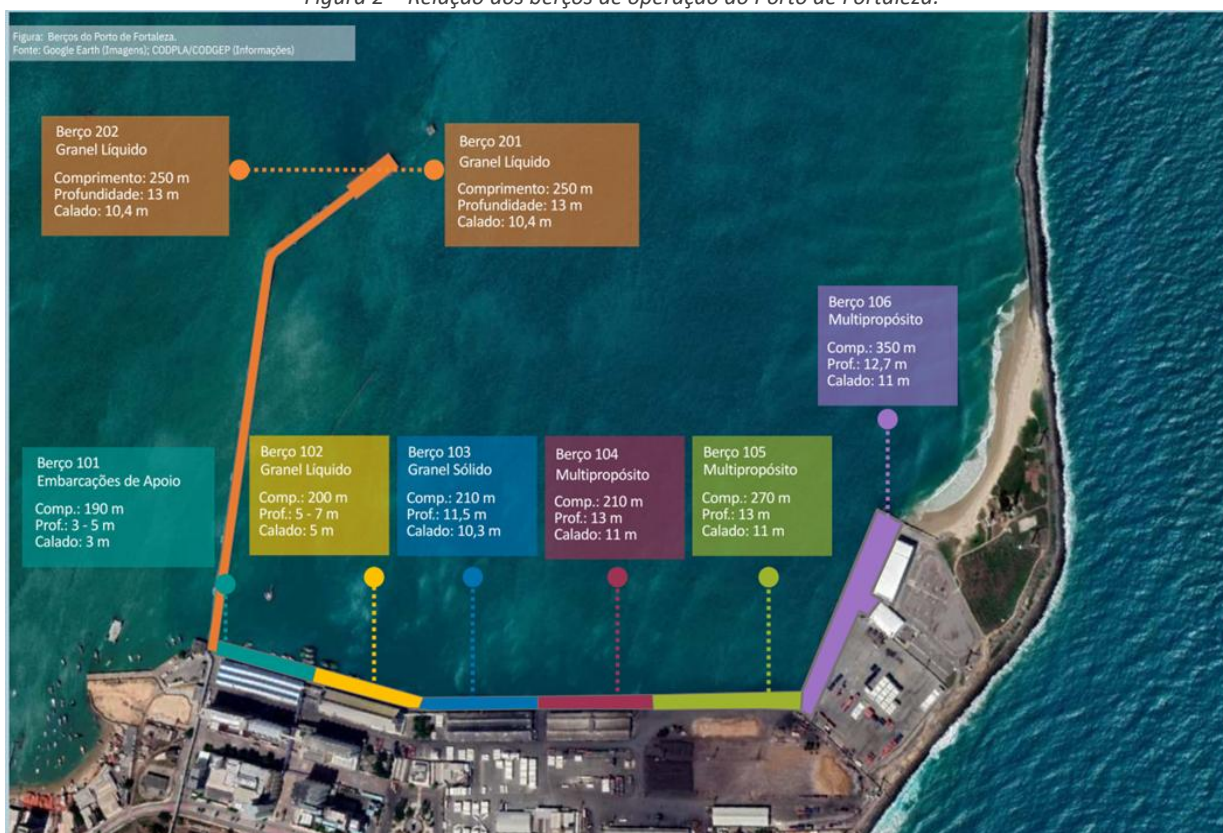 Figura 2 – Relação dos berços de operação do Porto de Fortaleza.
Figura: Berços do Porto de Fortaleza.
Fonte: Google Earth (Imagens); CODPLA/CODGEP (Informações)
Berço 202
Granel Líquido
Comprimento: 250 m
Profundidade: 13 m
Calado: 10,4 m
Berço 201
Granel Líquido
Comprimento: 250 m
Profundidade: 13 m
Calado: 10,4 m
Berço 106
Multipropósito
Comp.: 350 m
Prof.: 12,7 m
Calado: 11 m
Berço 101
Embarcações de Apoio
Comp.: 190 m
Prof.: 3 - 5 m
Calado: 3 m
Berço 102
Granel Líquido
Comp.: 200 m
Prof.: 5 - 7 m
Calado: 5 m
Berço 103
Granel Sólido
Comp.: 210 m
Prof.: 11,5 m
Calado: 10,3 m
Berço 104
Multipropósito
Comp.: 210 m
Prof.: 13 m
Calado: 11 m
Berço 105
Multipropósito
Comp.: 270 m
Prof.: 13 m
Calado: 11 m